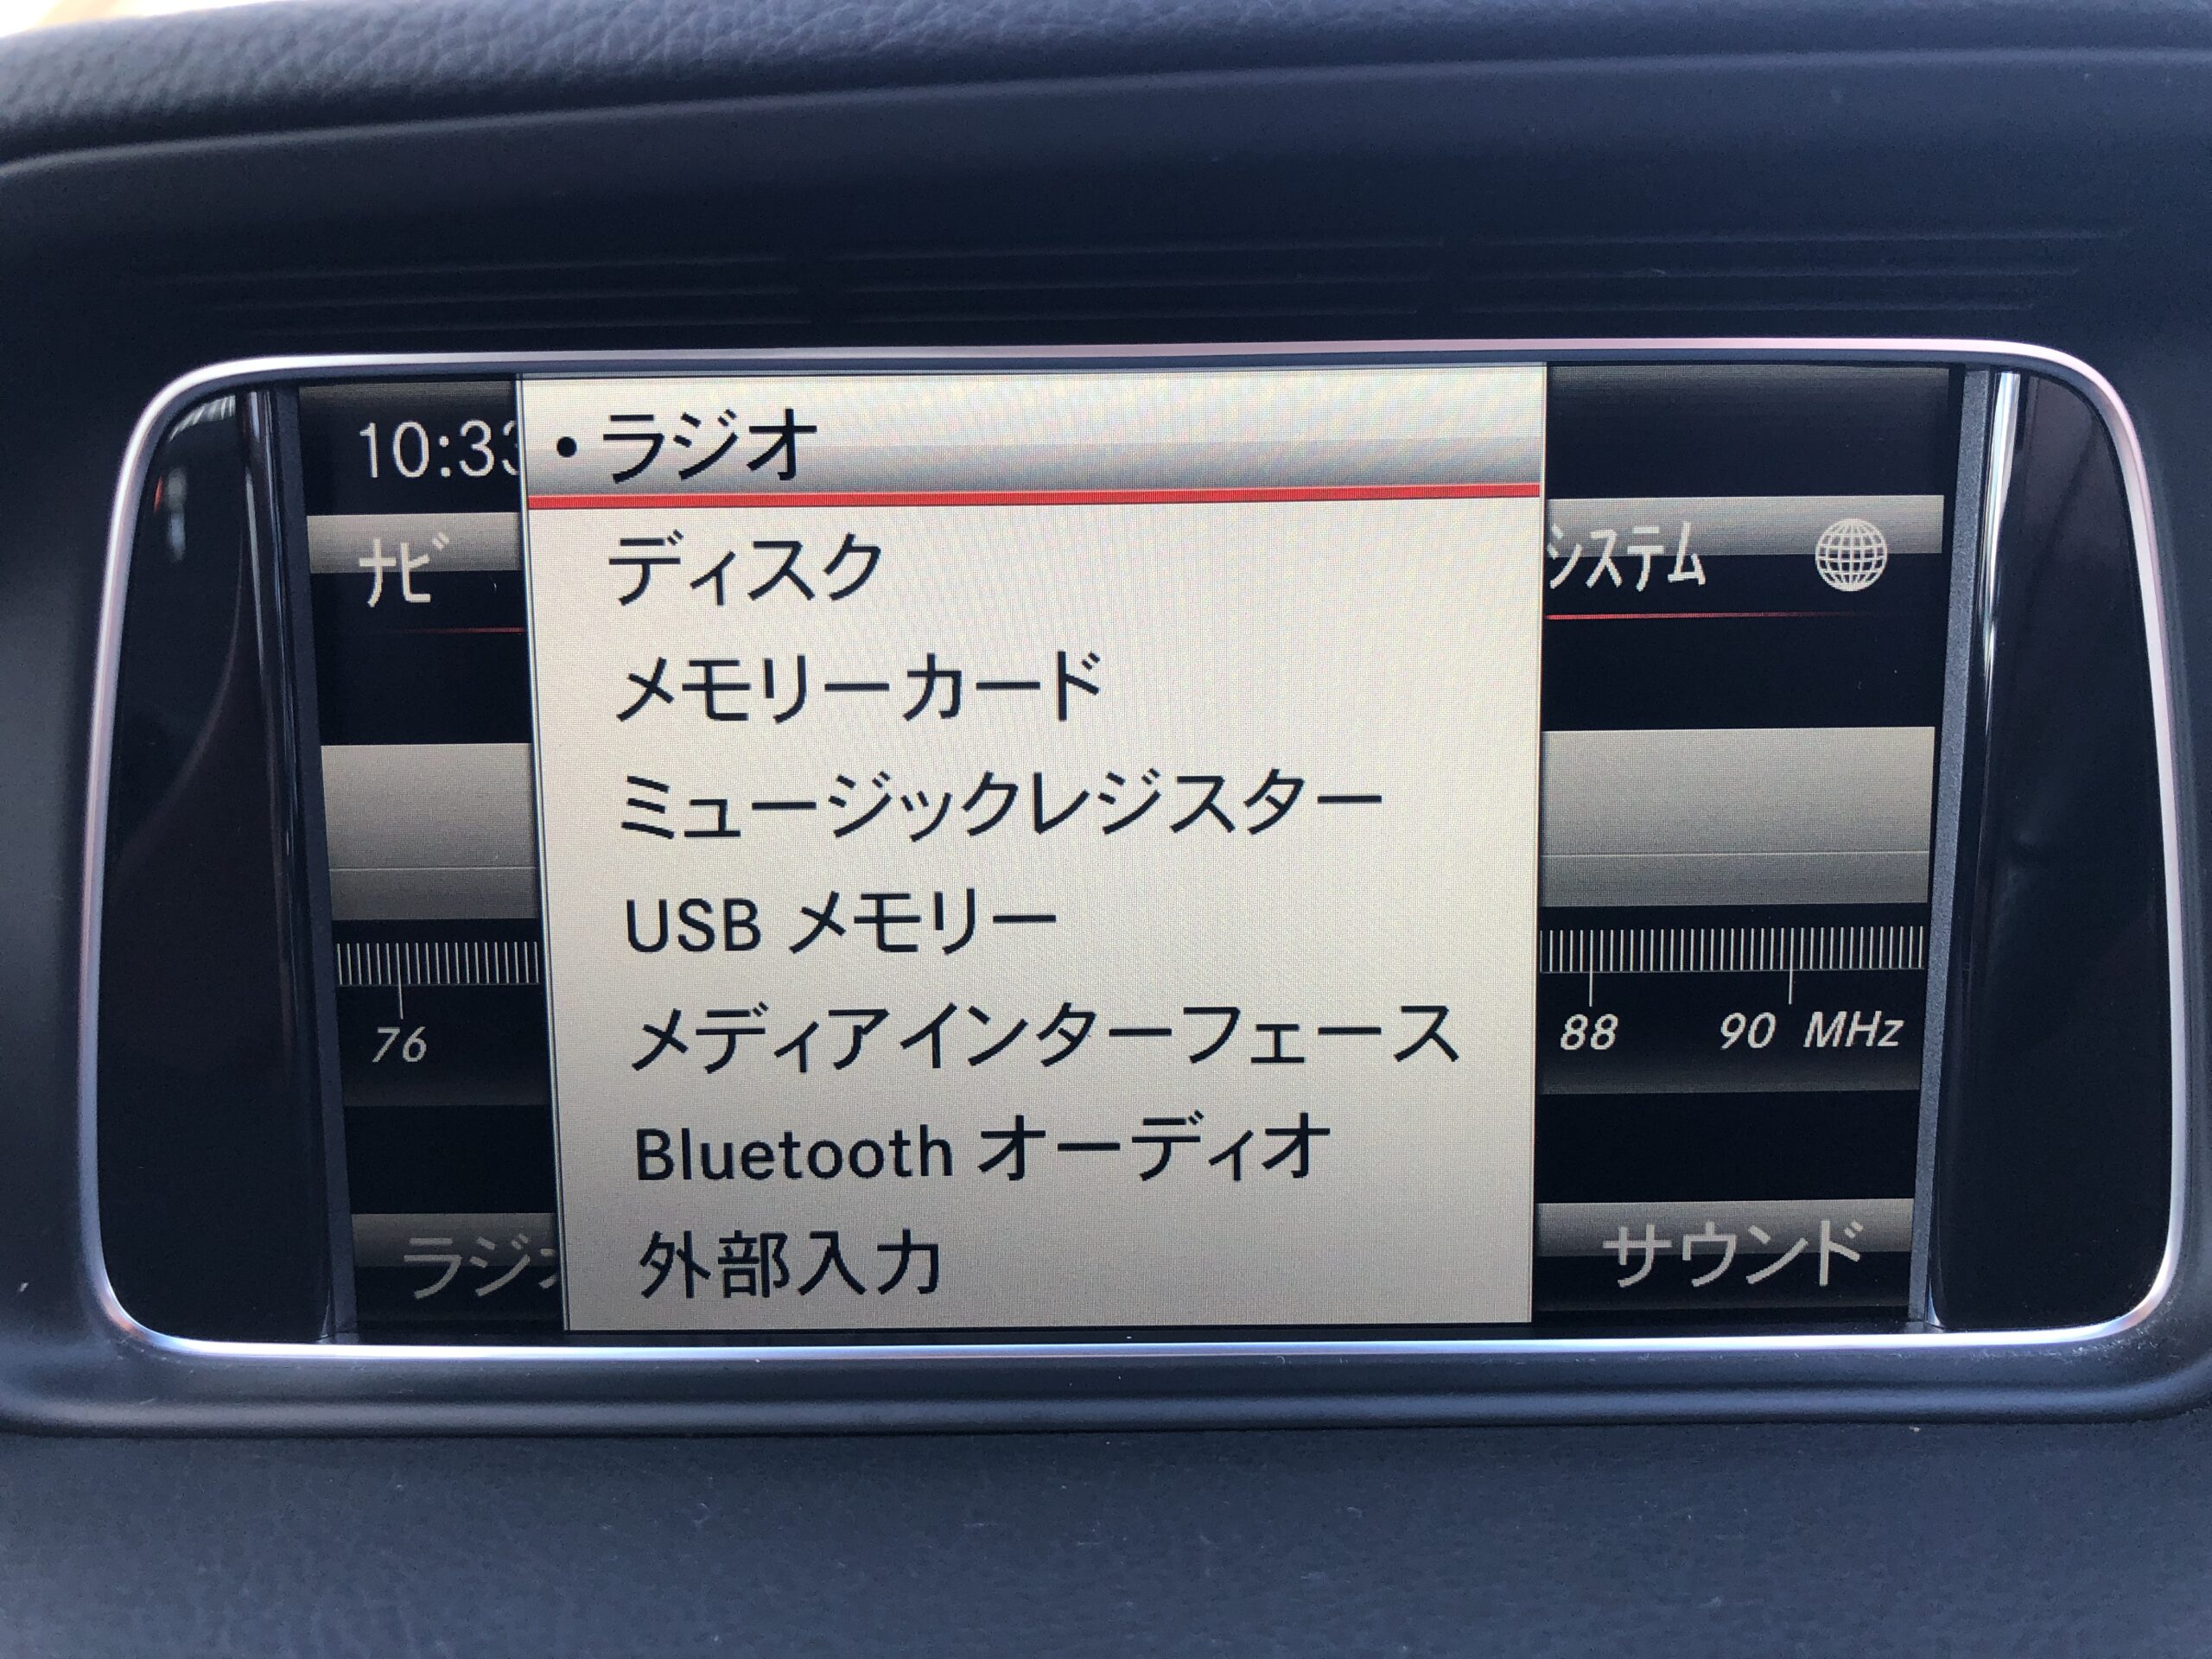 10:33
• ラジオ
ナビ
システム
ディスク
メモリーカード
ミュージックレジスター
USB メモリー
メディアインターフェース
76
88
90 MHz
Bluetooth オーディオ
外部入力
ラジオ
サウンド